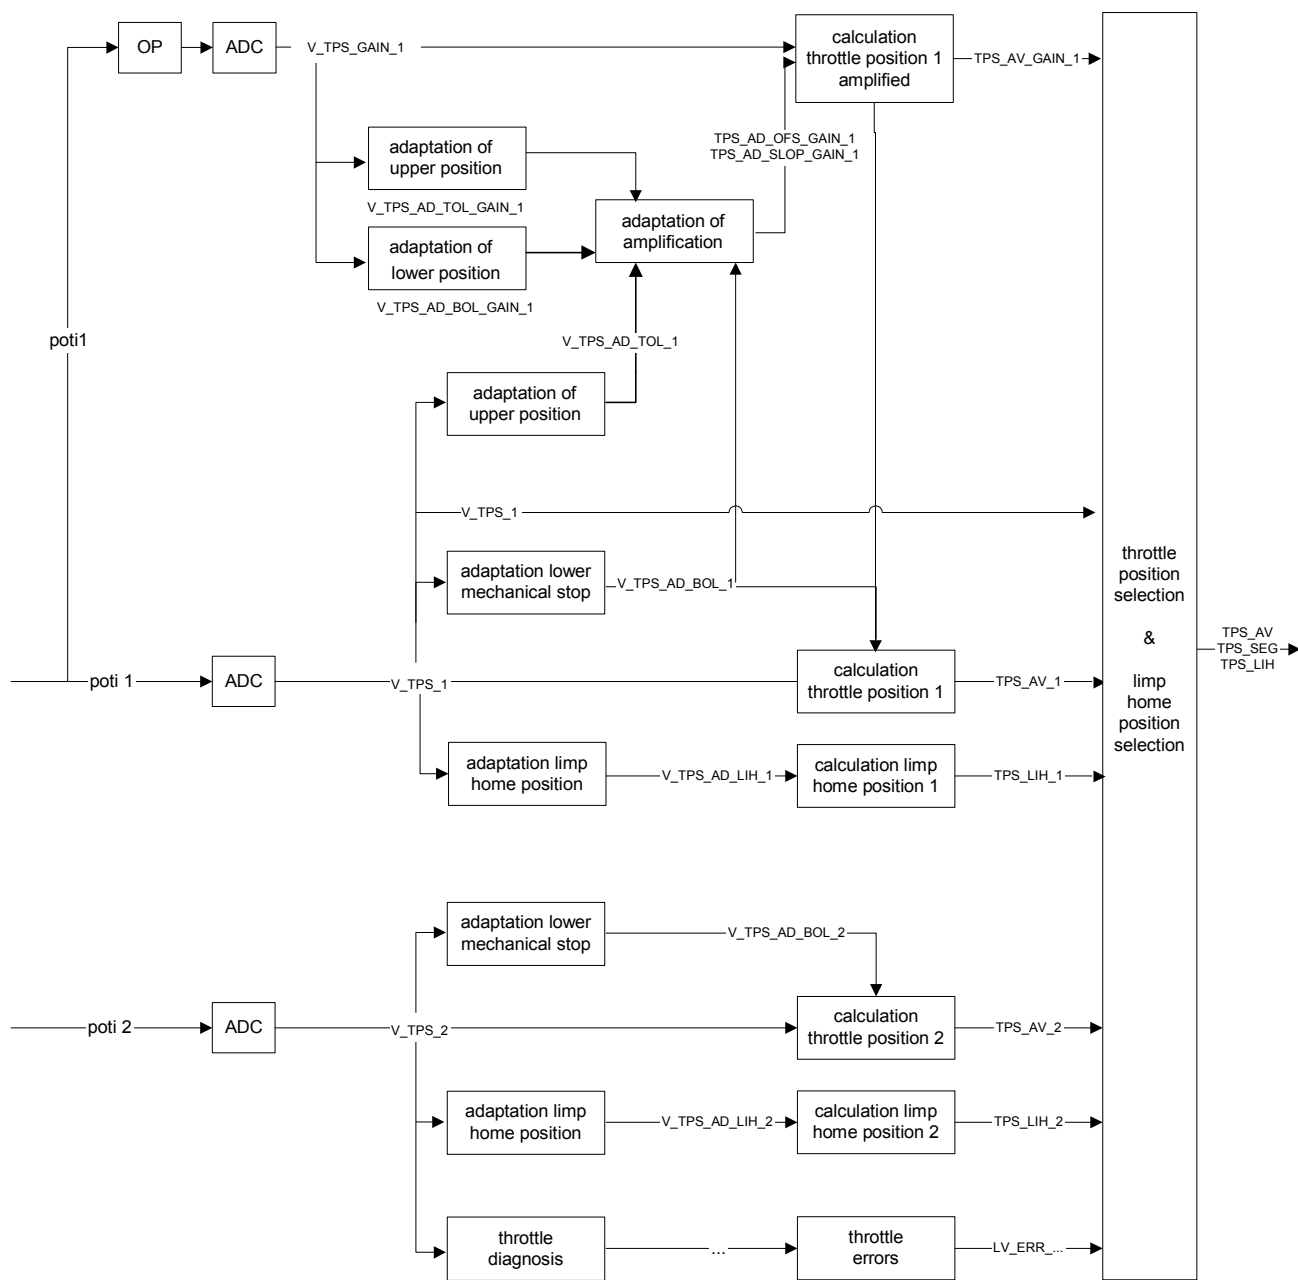 OP
ADC
V_TPS_GAIN_1
calculation
throttle position 1
amplified
TPS_AV_GAIN_1
adaptation of
upper position
V_TPS_AD_TOL_GAIN_1
TPS_AD_OFS_GAIN_1
TPS_AD_SLOP_GAIN_1
adaptation of
amplification
adaptation of
lower position
V_TPS_AD_BOL_GAIN_1
poti1
V_TPS_AD_TOL_1
adaptation of
upper position
V_TPS_1
adaptation lower
mechanical stop
V_TPS_AD_BOL_1
throttle
position
selection
&
limp
home
position
selection
TPS_AV
TPS_SEG
TPS_LIH
poti 1
ADC
V_TPS_1
calculation
throttle position 1
TPS_AV_1
adaptation limp
home position
V_TPS_AD_LIH_1
calculation limp
home position 1
TPS_LIH_1
adaptation lower
mechanical stop
V_TPS_AD_BOL_2
poti 2
ADC
V_TPS_2
calculation
throttle position 2
TPS_AV_2
adaptation limp
home position
V_TPS_AD_LIH_2
calculation limp
home position 2
TPS_LIH_2
throttle
diagnosis
...
throttle
errors
LV_ERR_...